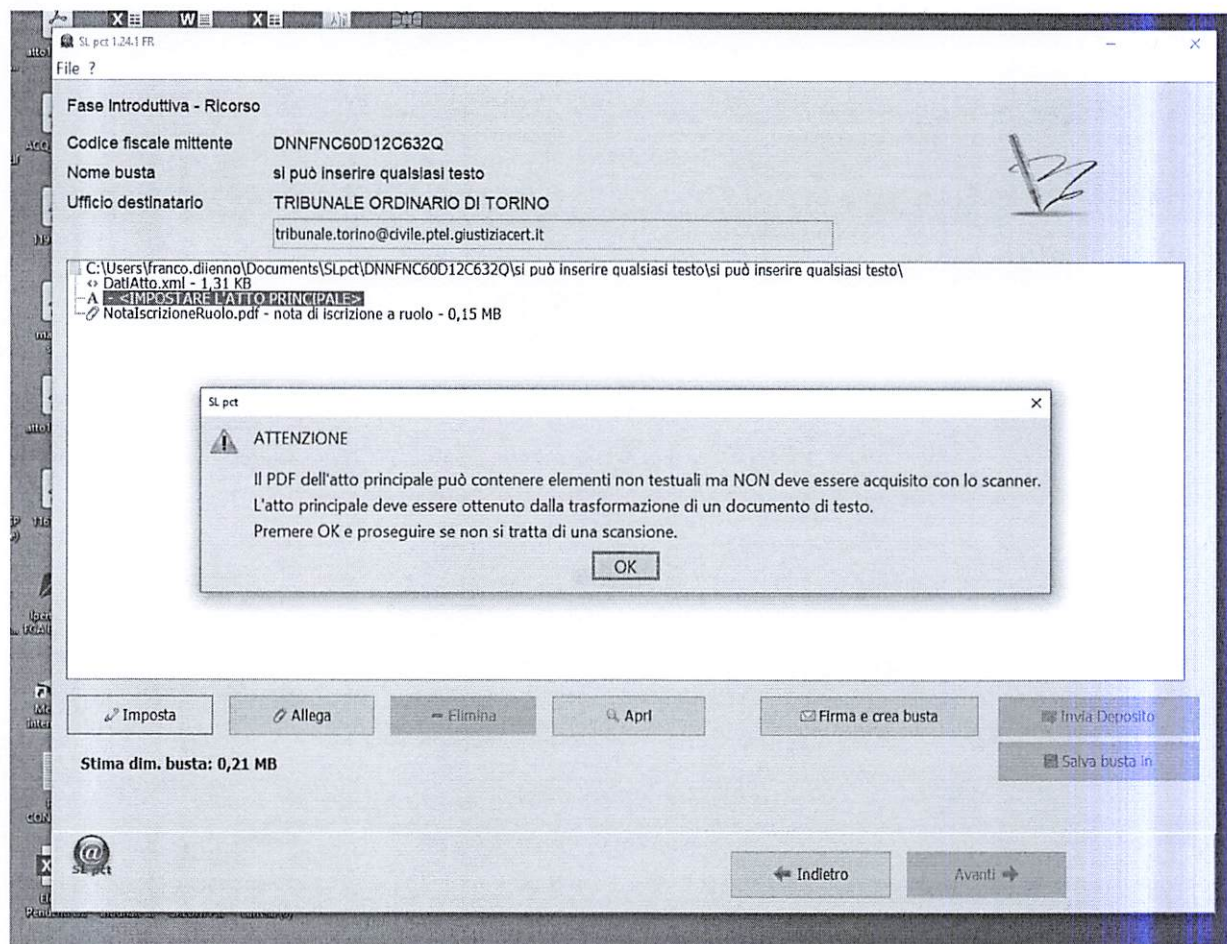 SL pct 1.24.1 FR
File ?
Fase Introduttiva - Ricorso
Codice fiscale mittente DNNFNC60D12C632Q
Nome busta si può inserire qualsiasi testo
Ufficio destinatario TRIBUNALE ORDINARIO DI TORINO
tribunale.torino@civile.ptel.giustiziacert.it
C:\Users\franco.diienno\Documents\SLpct\DNNFNC60D12C632Q\si può inserire qualsiasi testo\si può inserire qualsiasi testo\
DatiAtto.xml - 1,31 KB
A - <IMPOSTARE L'ATTO PRINCIPALE>
NotaIscrizioneRuolo.pdf - nota di iscrizione a ruolo - 0,15 MB
SL pct
ATTENZIONE
Il PDF dell'atto principale può contenere elementi non testuali ma NON deve essere acquisito con lo scanner.
L'atto principale deve essere ottenuto dalla trasformazione di un documento di testo.
Premere OK e proseguire se non si tratta di una scansione.
OK
Imposta Allega Elimina Apri Firma e crea busta Invia Deposito
Stima dim. busta: 0,21 MB Salva busta in
SL pct
Indietro Avanti